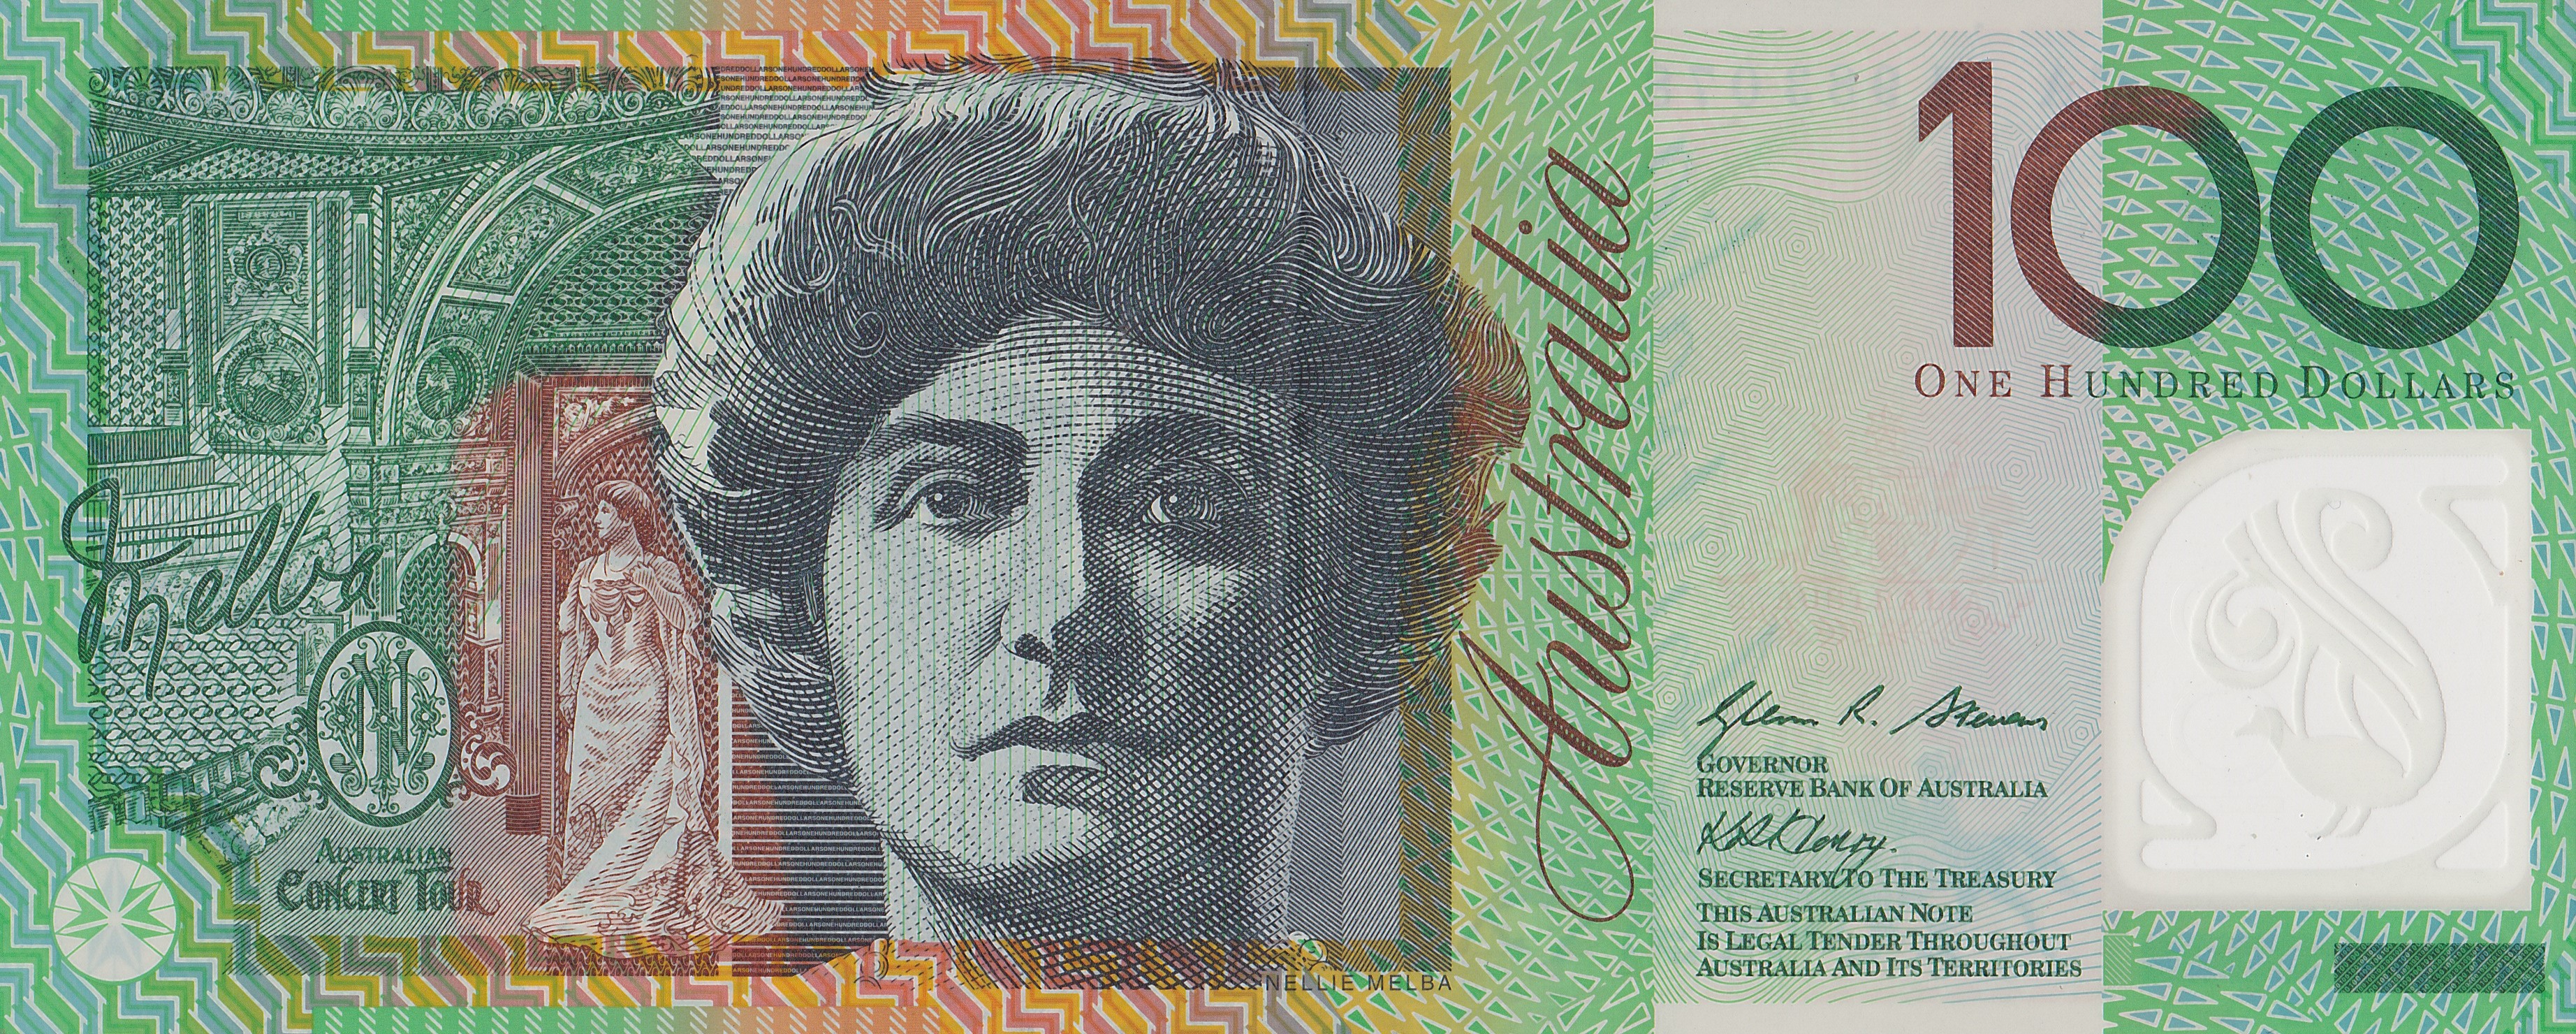 100
ONE HUNDRED DOLLARS
Australia
Melba
AUSTRALIAN
CONCERT TOUR
NELLIE MELBA
Glenn R. Stevens
GOVERNOR
RESERVE BANK OF AUSTRALIA
SECRETARY TO THE TREASURY
THIS AUSTRALIAN NOTE
IS LEGAL TENDER THROUGHOUT
AUSTRALIA AND ITS TERRITORIES